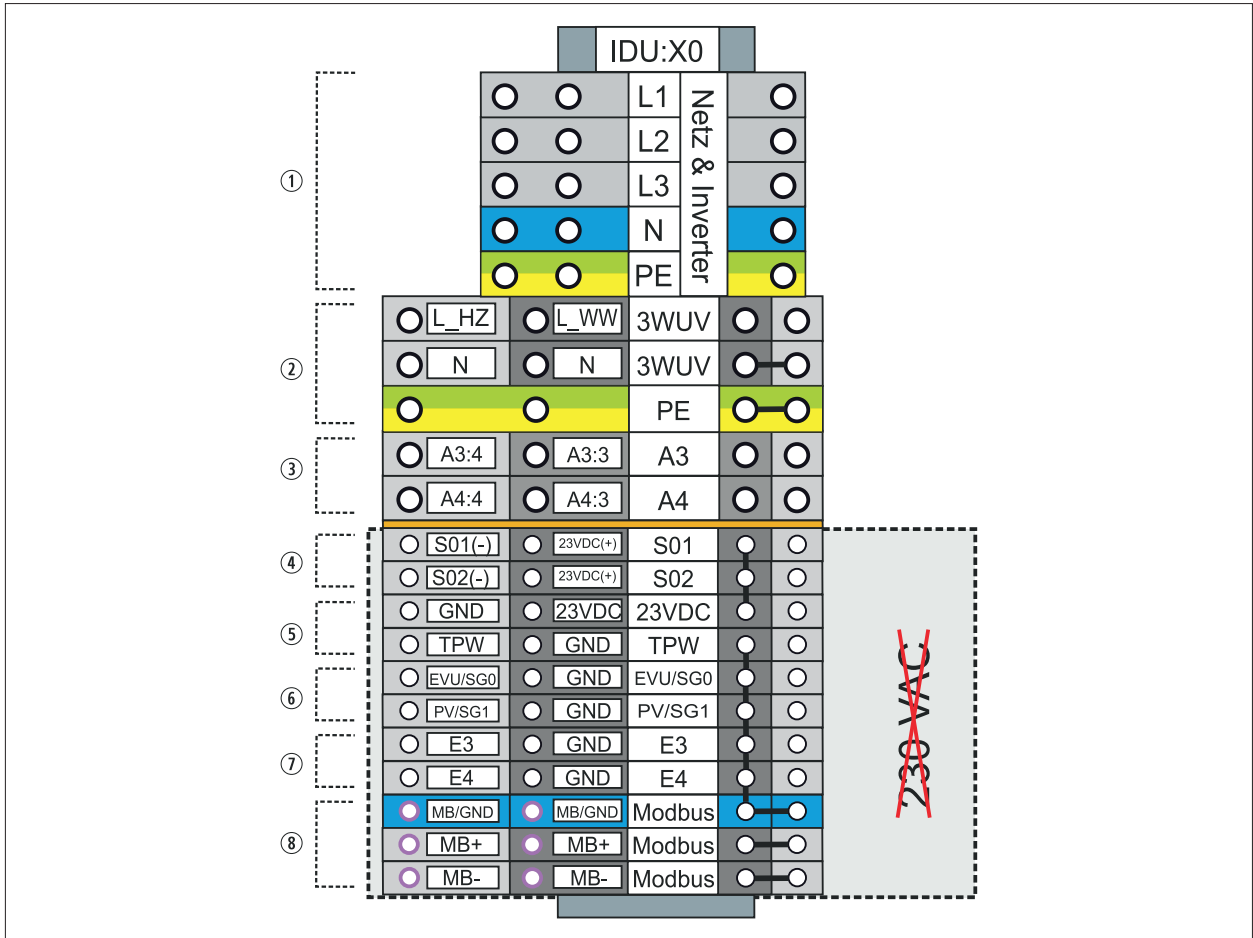 IDU:X0
① L1 Netz & Inverter
L2
L3
N
PE
② L_HZ L_WW 3WUV
N N 3WUV
PE
③ A3:4 A3:3 A3
A4:4 A4:3 A4
④ S01(-) 23VDC(+) S01
S02(-) 23VDC(+) S02
⑤ GND 23VDC 23VDC
TPW GND TPW
⑥ EVU/SG0 GND EVU/SG0
PV/SG1 GND PV/SG1
⑦ E3 GND E3
E4 GND E4
⑧ MB/GND MB/GND Modbus
MB+ MB+ Modbus
MB- MB- Modbus
230 VAC